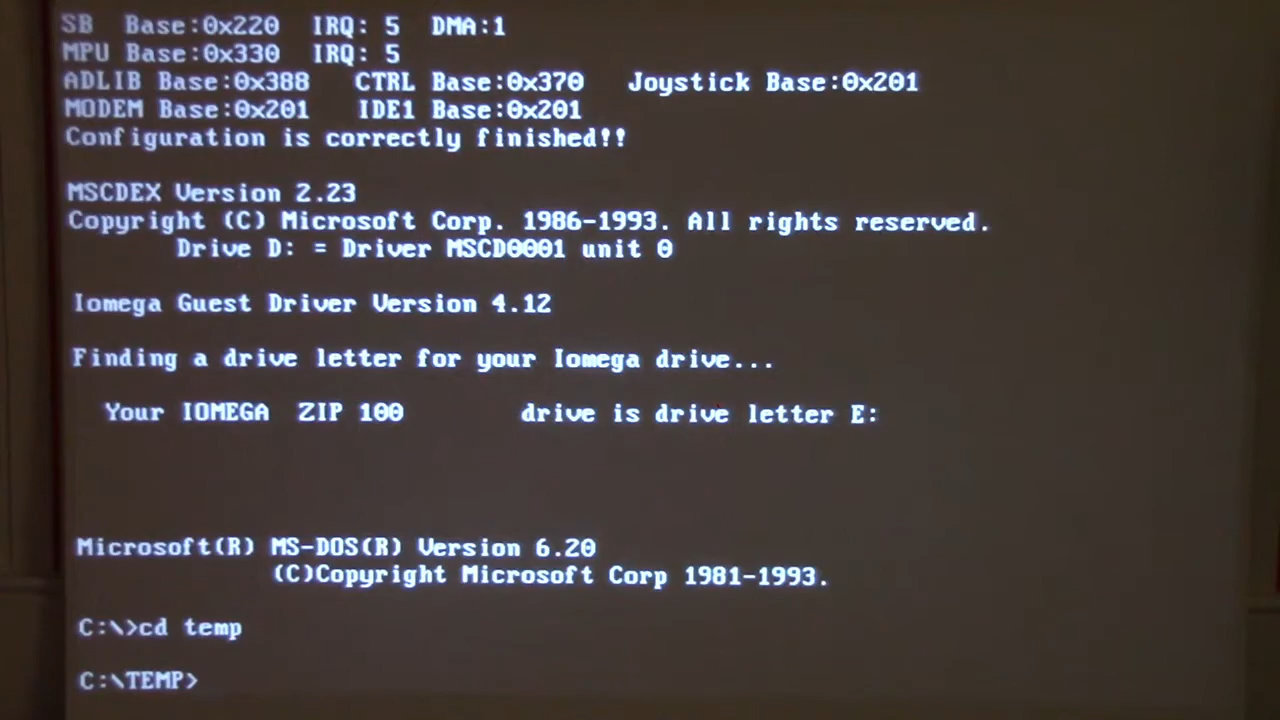 SB Base:0x220 IRQ: 5 DMA:1
MPU Base:0x330 IRQ: 5
ADLIB Base:0x388 CTRL Base:0x370 Joystick Base:0x201
MODEM Base:0x201 IDE1 Base:0x201
Configuration is correctly finished!!
MSCDEX Version 2.23
Copyright (C) Microsoft Corp. 1986-1993. All rights reserved.
Drive D: = Driver MSCD0001 unit 0
Iomega Guest Driver Version 4.12
Finding a drive letter for your Iomega drive...
Your IOMEGA ZIP 100 drive is drive letter E:
Microsoft(R) MS-DOS(R) Version 6.20
(C)Copyright Microsoft Corp 1981-1993.
C:\>cd temp
C:\TEMP>